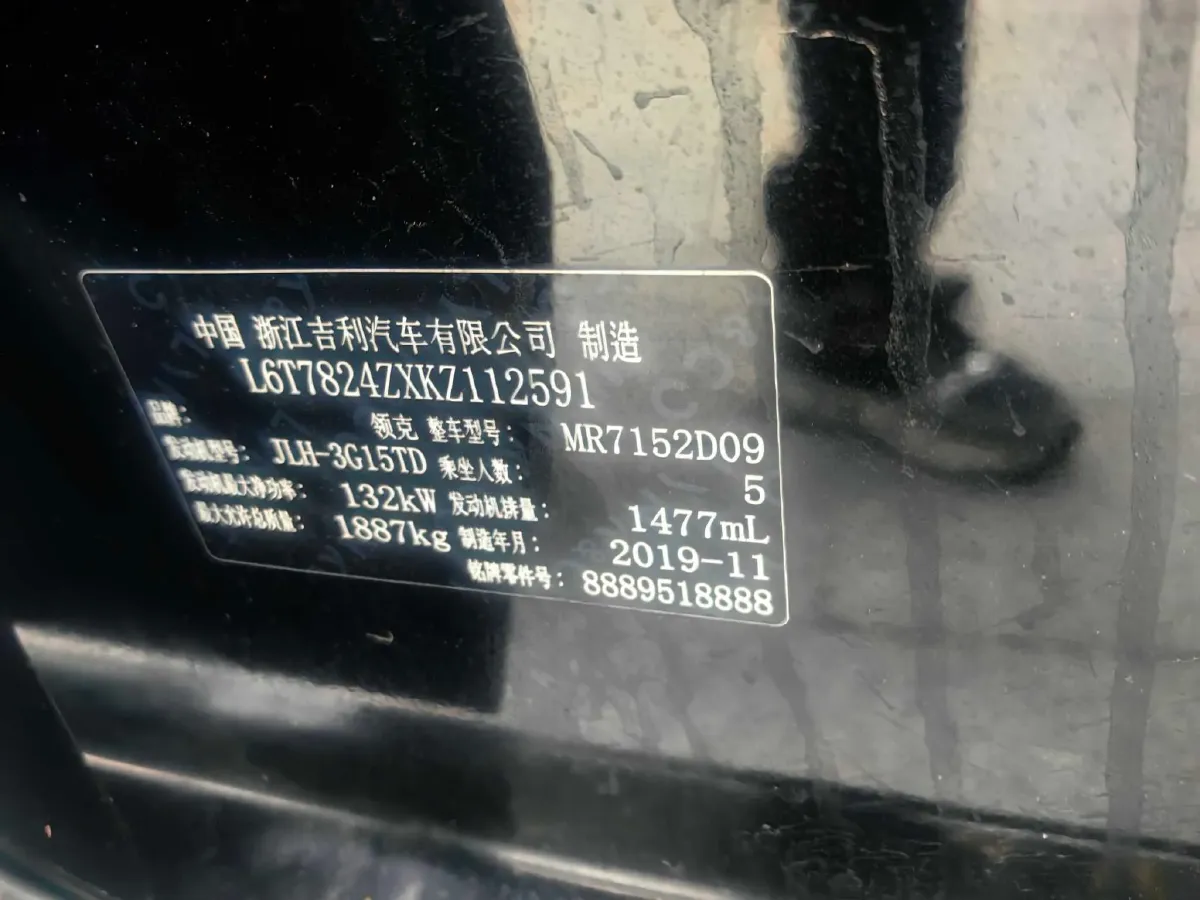 中国 浙江吉利汽车有限公司 制造
L6T7824ZXKZ112591
品牌: 领克 整车型号: MR7152D09
发动机型号: JLH-3G15TD 乘坐人数: 5
发动机最大净功率: 132kW 发动机排量: 1477mL
最大允许总质量: 1887kg 制造年月: 2019-11
铭牌零件号: 8889518888